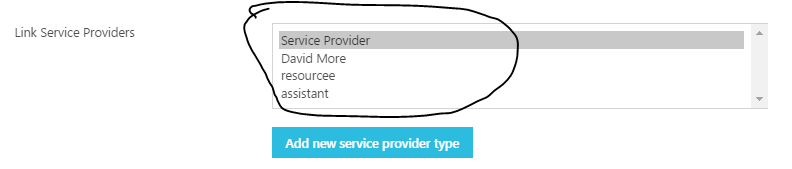 Link Service Providers
Service Provider
David More
resourcee
assistant
Add new service provider type